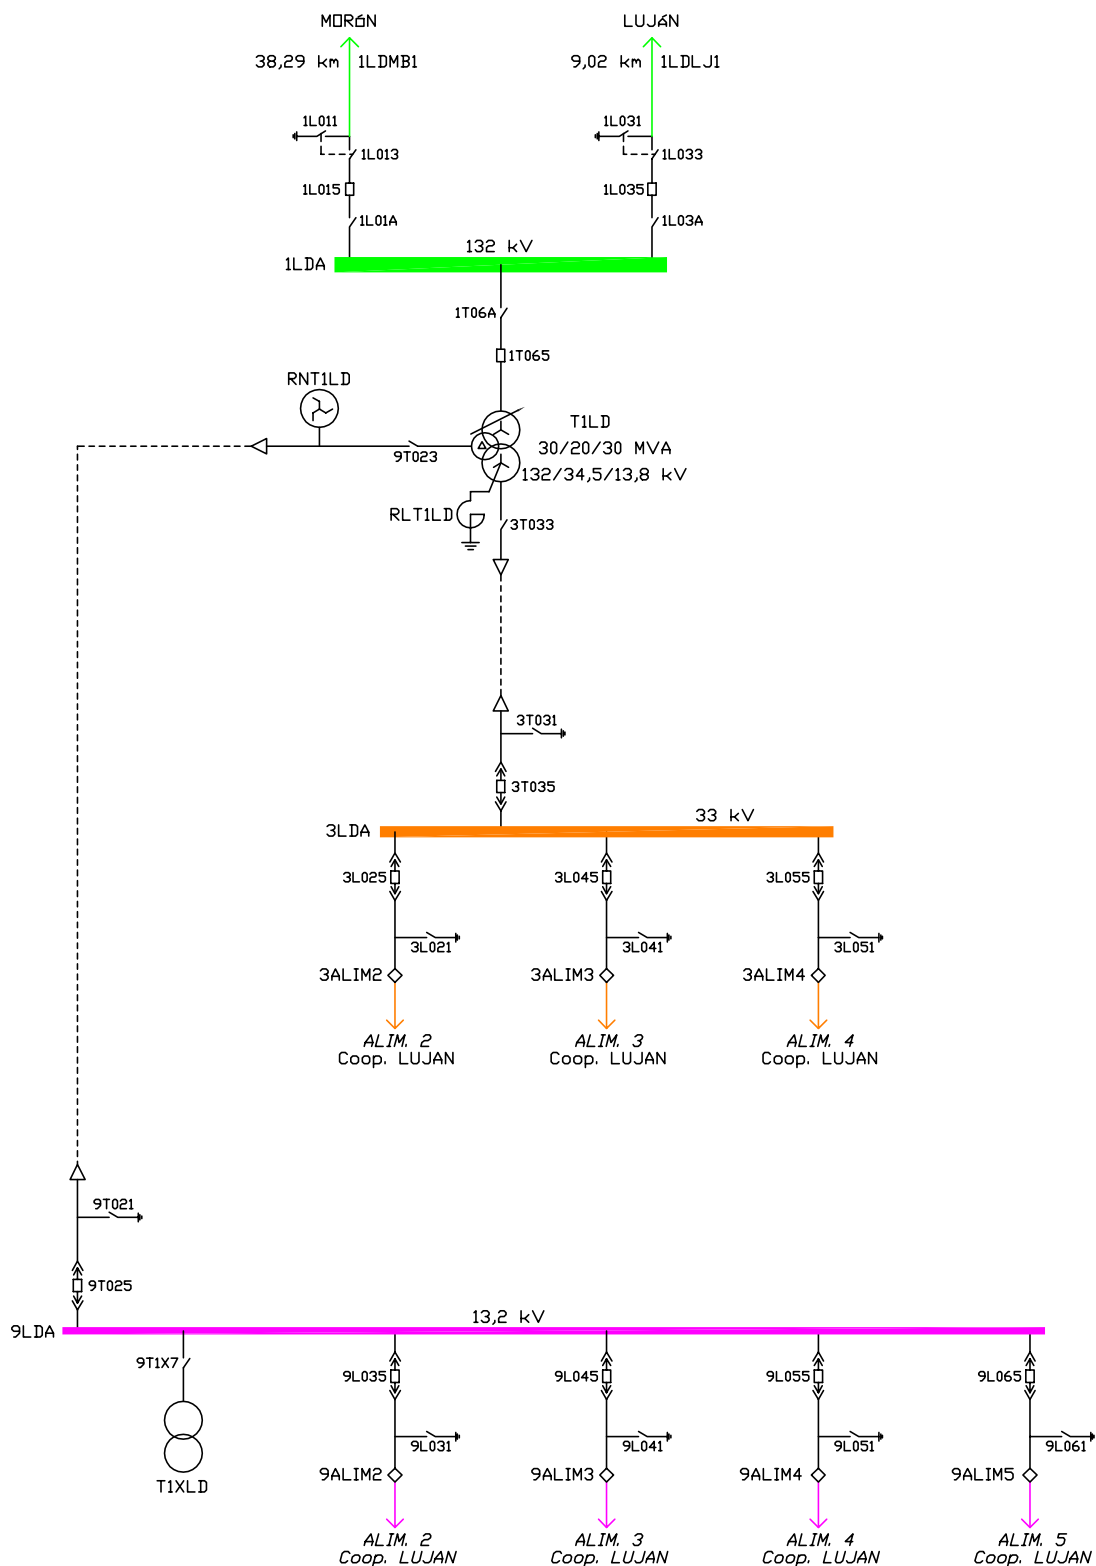 MORÓN
LUJÁN
38,29 km
1LDMB1
9,02 km
1LDLJ1
1L011
1L031
1L013
1L033
1L015
1L035
1L01A
1L03A
132 kV
1LDA
1T06A
1T065
RNT1LD
T1LD
30/20/30 MVA
9T023
132/34,5/13,8 kV
RLT1LD
3T033
3T031
3T035
33 kV
3LDA
3L025
3L045
3L055
3L021
3L041
3L051
3ALIM2
3ALIM3
3ALIM4
ALIM. 2
Coop. LUJAN
ALIM. 3
Coop. LUJAN
ALIM. 4
Coop. LUJAN
9T021
9T025
13,2 kV
9LDA
9T1X7
9L035
9L045
9L055
9L065
9L031
9L041
9L051
9L061
T1XLD
9ALIM2
9ALIM3
9ALIM4
9ALIM5
ALIM. 2
Coop. LUJAN
ALIM. 3
Coop. LUJAN
ALIM. 4
Coop. LUJAN
ALIM. 5
Coop. LUJAN